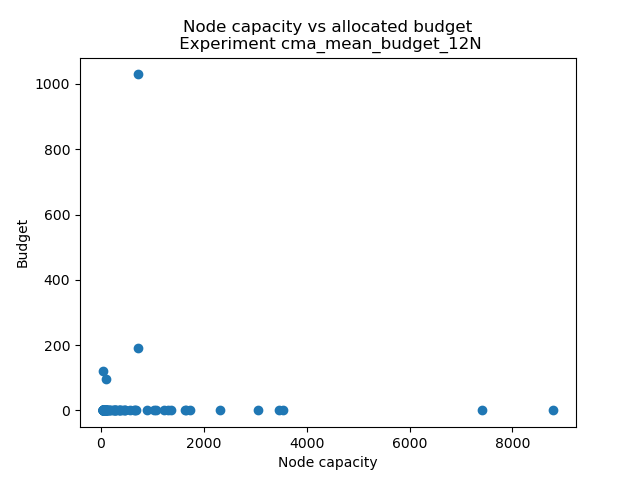 Node capacity vs allocated budget
Experiment cma_mean_budget_12N
1000
800
600
400
200
0
Budget
0 2000 4000 6000 8000
Node capacity